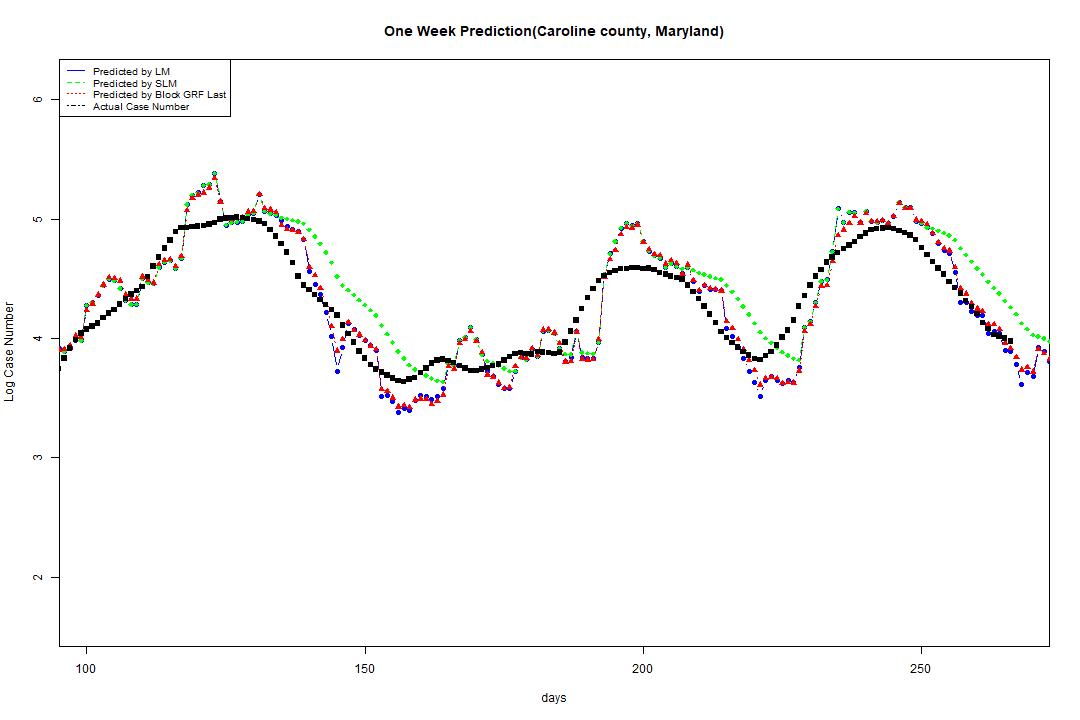 One Week Prediction(Caroline county, Maryland)
Predicted by LM
Predicted by SLM
Predicted by Block GRF Last
Actual Case Number
Log Case Number
6
5
4
3
2
100 150 200 250
days